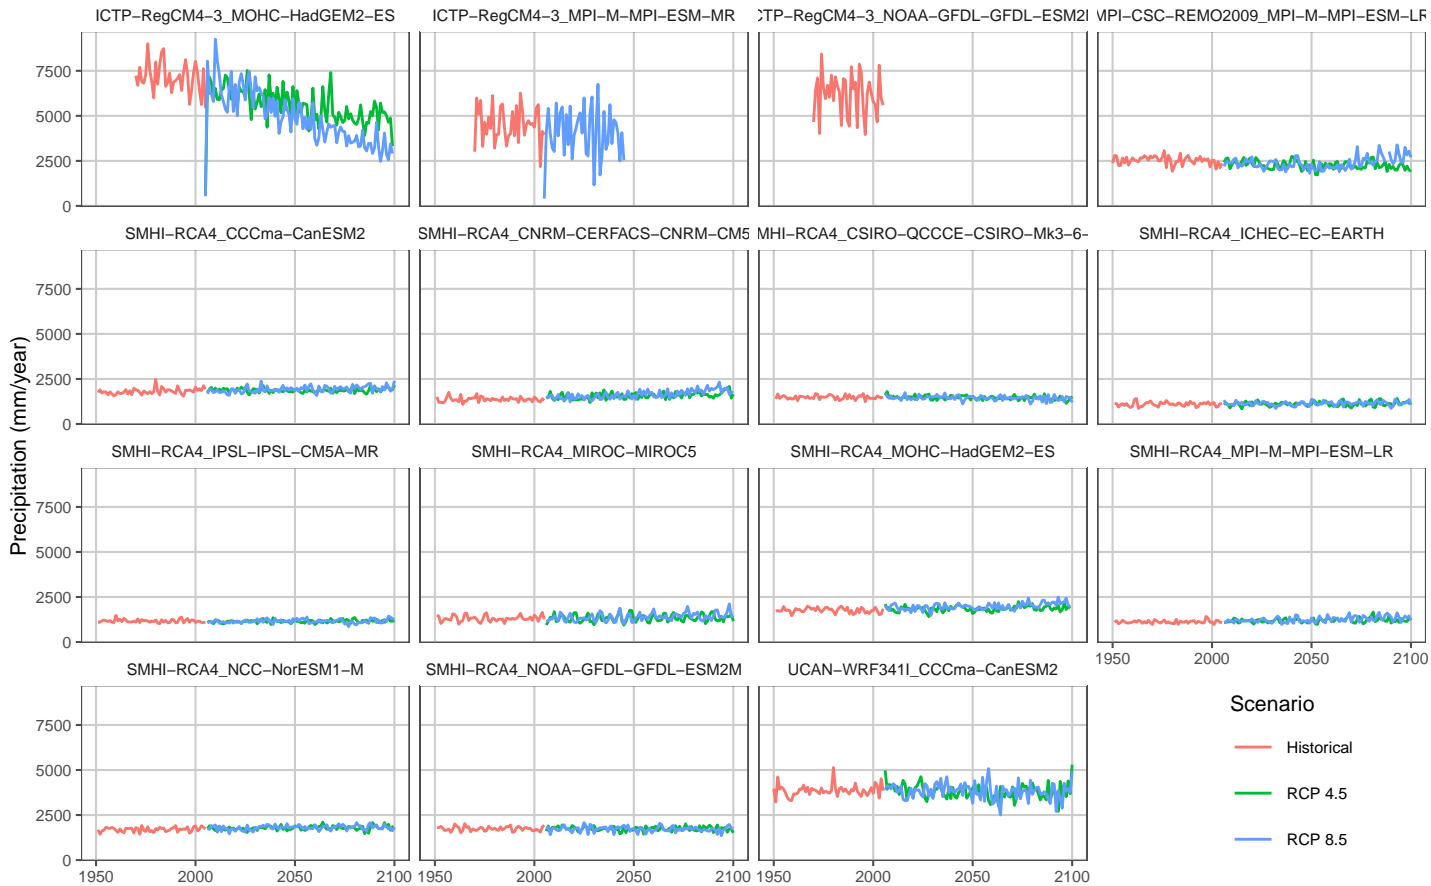 ICTP−RegCM4−3_MOHC−HadGEM2−ES
ICTP−RegCM4−3_MPI−M−MPI−ESM−MR
CTP−RegCM4−3_NOAA−GFDL−GFDL−ESM2
MPI−CSC−REMO2009_MPI−M−MPI−ESM−LR
7500
5000
2500
0
SMHI−RCA4_CCCma−CanESM2
SMHI−RCA4_CNRM−CERFACS−CNRM−CM5
MHI−RCA4_CSIRO−QCCCE−CSIRO−Mk3−6−
SMHI−RCA4_ICHEC−EC−EARTH
7500
5000
2500
0
Precipitation (mm/year)
SMHI−RCA4_IPSL−IPSL−CM5A−MR
SMHI−RCA4_MIROC−MIROC5
SMHI−RCA4_MOHC−HadGEM2−ES
SMHI−RCA4_MPI−M−MPI−ESM−LR
7500
5000
2500
0
1950 2000 2050 2100
SMHI−RCA4_NCC−NorESM1−M
SMHI−RCA4_NOAA−GFDL−GFDL−ESM2M
UCAN−WRF341I_CCCma−CanESM2
7500
5000
2500
0
1950 2000 2050 2100
1950 2000 2050 2100
1950 2000 2050 2100
Scenario
Historical
RCP 4.5
RCP 8.5